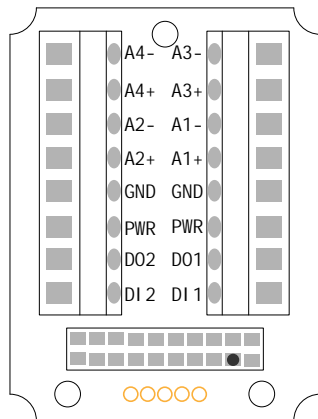 A4- A3-
A4+ A3+
A2- A1-
A2+ A1+
GND GND
PWR PWR
DO2 DO1
DI2 DI1